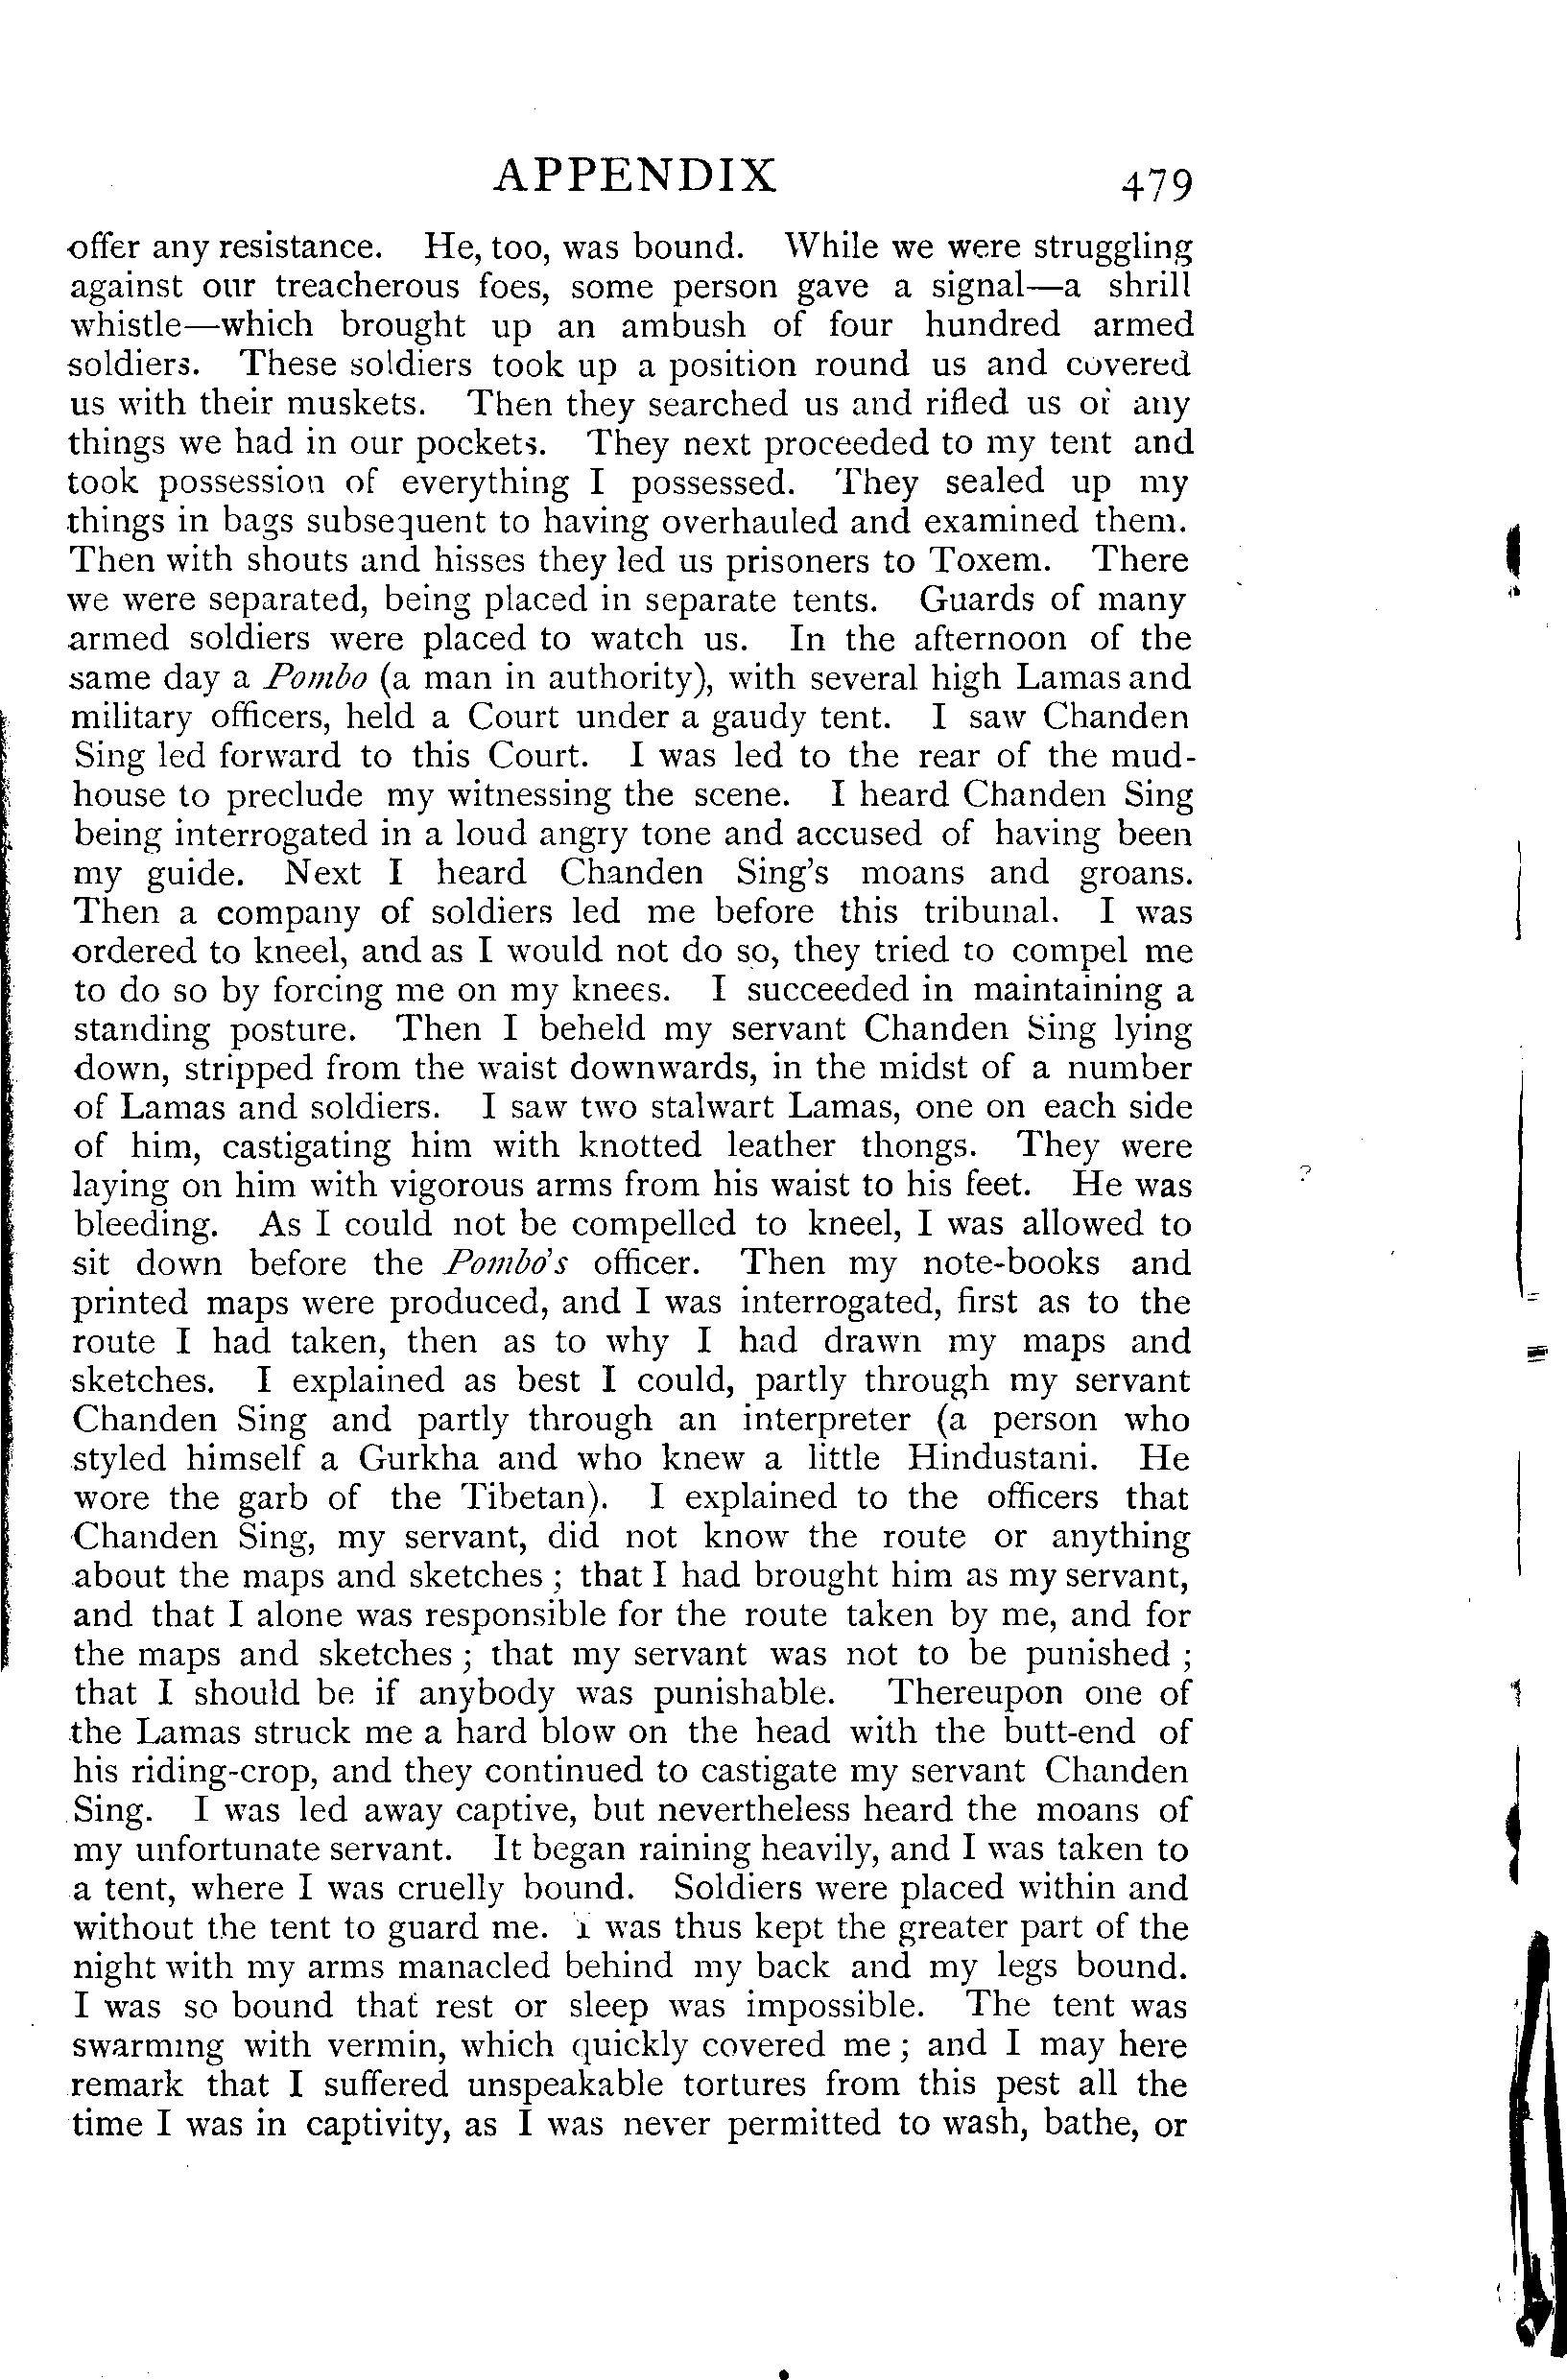 APPENDIX 479
offer any resistance. He, too, was bound. While we were struggling
against our treacherous foes, some person gave a signal—a shrill
whistle—which brought up an ambush of four hundred armed
soldiers. These soldiers took up a position round us and covered
us with their muskets. Then they searched us and rifled us of any
things we had in our pockets. They next proceeded to my tent and
took possession of everything I possessed. They sealed up my
things in bags subsequent to having overhauled and examined them.
Then with shouts and hisses they led us prisoners to Toxem. There
we were separated, being placed in separate tents. Guards of many
armed soldiers were placed to watch us. In the afternoon of the
same day a Pombo (a man in authority), with several high Lamas and
military officers, held a Court under a gaudy tent. I saw Chanden
Sing led forward to this Court. I was led to the rear of the mud-
house to preclude my witnessing the scene. I heard Chanden Sing
being interrogated in a loud angry tone and accused of having been
my guide. Next I heard Chanden Sing's moans and groans.
Then a company of soldiers led me before this tribunal. I was
ordered to kneel, and as I would not do so, they tried to compel me
to do so by forcing me on my knees. I succeeded in maintaining a
standing posture. Then I beheld my servant Chanden Sing lying
down, stripped from the waist downwards, in the midst of a number
of Lamas and soldiers. I saw two stalwart Lamas, one on each side
of him, castigating him with knotted leather thongs. They were
laying on him with vigorous arms from his waist to his feet. He was
bleeding. As I could not be compelled to kneel, I was allowed to
sit down before the Pombo's officer. Then my note-books and
printed maps were produced, and I was interrogated, first as to the
route I had taken, then as to why I had drawn my maps and
sketches. I explained as best I could, partly through my servant
Chanden Sing and partly through an interpreter (a person who
styled himself a Gurkha and who knew a little Hindustani. He
wore the garb of the Tibetan). I explained to the officers that
Chanden Sing, my servant, did not know the route or anything
about the maps and sketches ; that I had brought him as my servant,
and that I alone was responsible for the route taken by me, and for
the maps and sketches ; that my servant was not to be punished ;
that I should be if anybody was punishable. Thereupon one of
the Lamas struck me a hard blow on the head with the butt-end of
his riding-crop, and they continued to castigate my servant Chanden
Sing. I was led away captive, but nevertheless heard the moans of
my unfortunate servant. It began raining heavily, and I was taken to
a tent, where I was cruelly bound. Soldiers were placed within and
without the tent to guard me. I was thus kept the greater part of the
night with my arms manacled behind my back and my legs bound.
I was so bound that rest or sleep was impossible. The tent was
swarming with vermin, which quickly covered me ; and I may here
remark that I suffered unspeakable tortures from this pest all the
time I was in captivity, as I was never permitted to wash, bathe, or